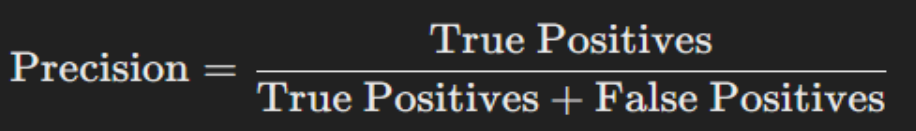 True Positives
Precision =
True Positives + False Positives